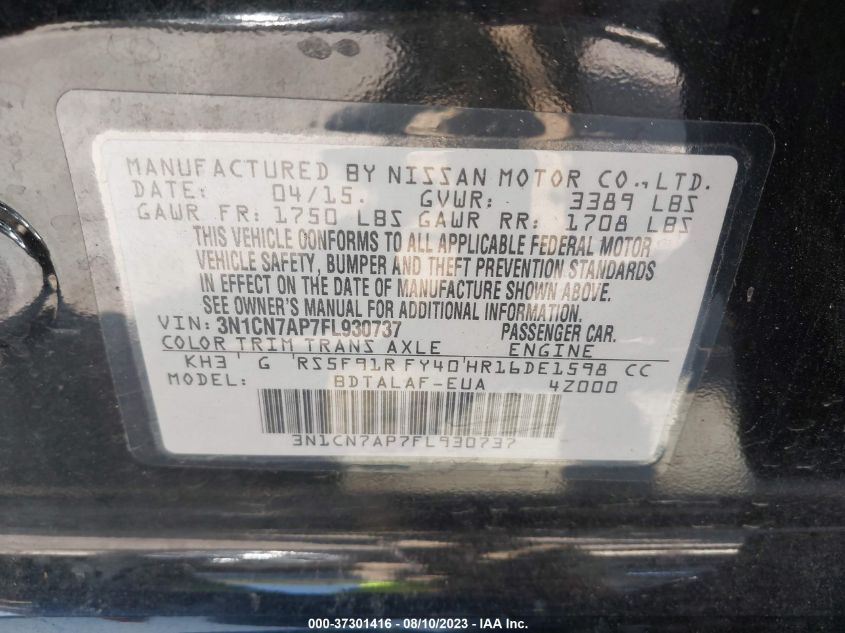 MANUFACTURED BY NISSAN MOTOR CO.,LTD.
DATE: 04/15. GVWR: 3389 LBS
GAWR FR: 1750 LBS GAWR RR: 1708 LBS
THIS VEHICLE CONFORMS TO ALL APPLICABLE FEDERAL MOTOR
VEHICLE SAFETY, BUMPER AND THEFT PREVENTION STANDARDS
IN EFFECT ON THE DATE OF MANUFACTURE SHOWN ABOVE.
SEE OWNER'S MANUAL FOR ADDITIONAL INFORMATION.
VIN: 3N1CN7AP7FL930737 PASSENGER CAR.
COLOR TRIM TRANS AXLE ENGINE
KH3' G 'RS5F91R FY40'HR16DE1598 CC
MODEL: BDTALAF-EUA 4Z000
3N1CN7AP7FL930737
000-37301416 - 08/10/2023 - IAA Inc.